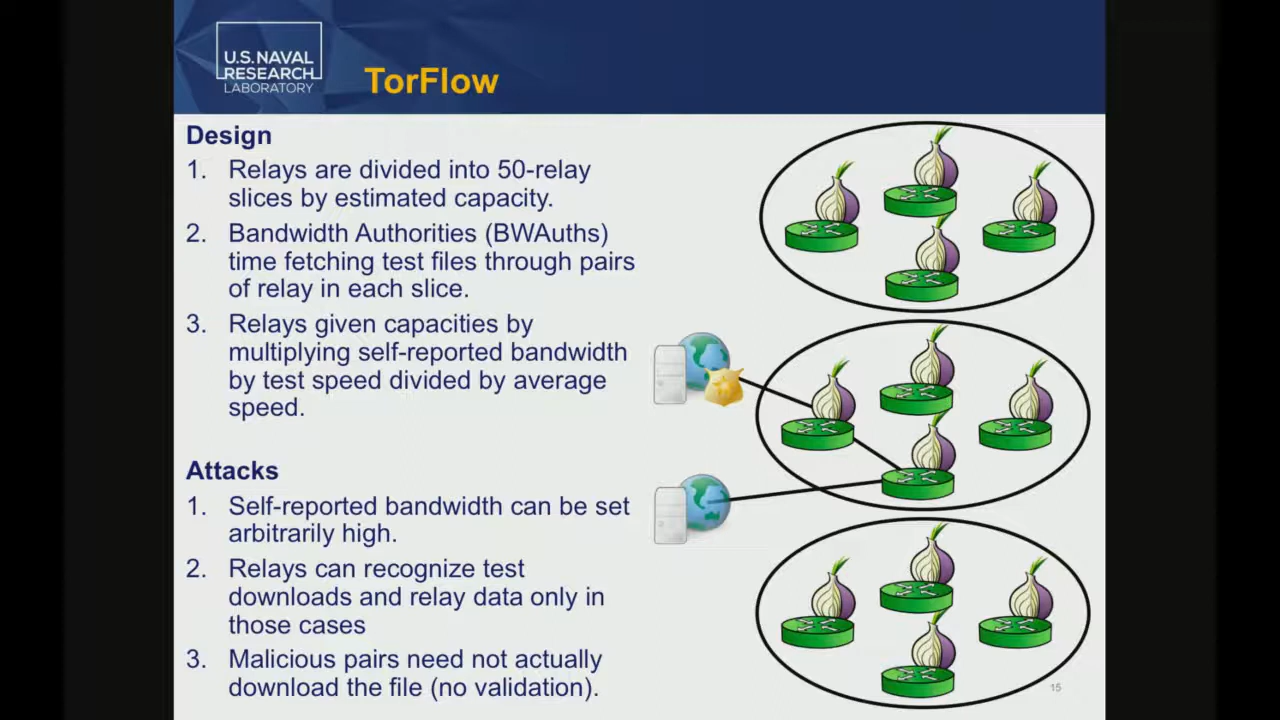 U.S. NAVAL
RESEARCH
LABORATORY
TorFlow
Design
1. Relays are divided into 50-relay
slices by estimated capacity.
2. Bandwidth Authorities (BWAuths)
time fetching test files through pairs
of relay in each slice.
3. Relays given capacities by
multiplying self-reported bandwidth
by test speed divided by average
speed.
Attacks
1. Self-reported bandwidth can be set
arbitrarily high.
2. Relays can recognize test
downloads and relay data only in
those cases
3. Malicious pairs need not actually
download the file (no validation).
15